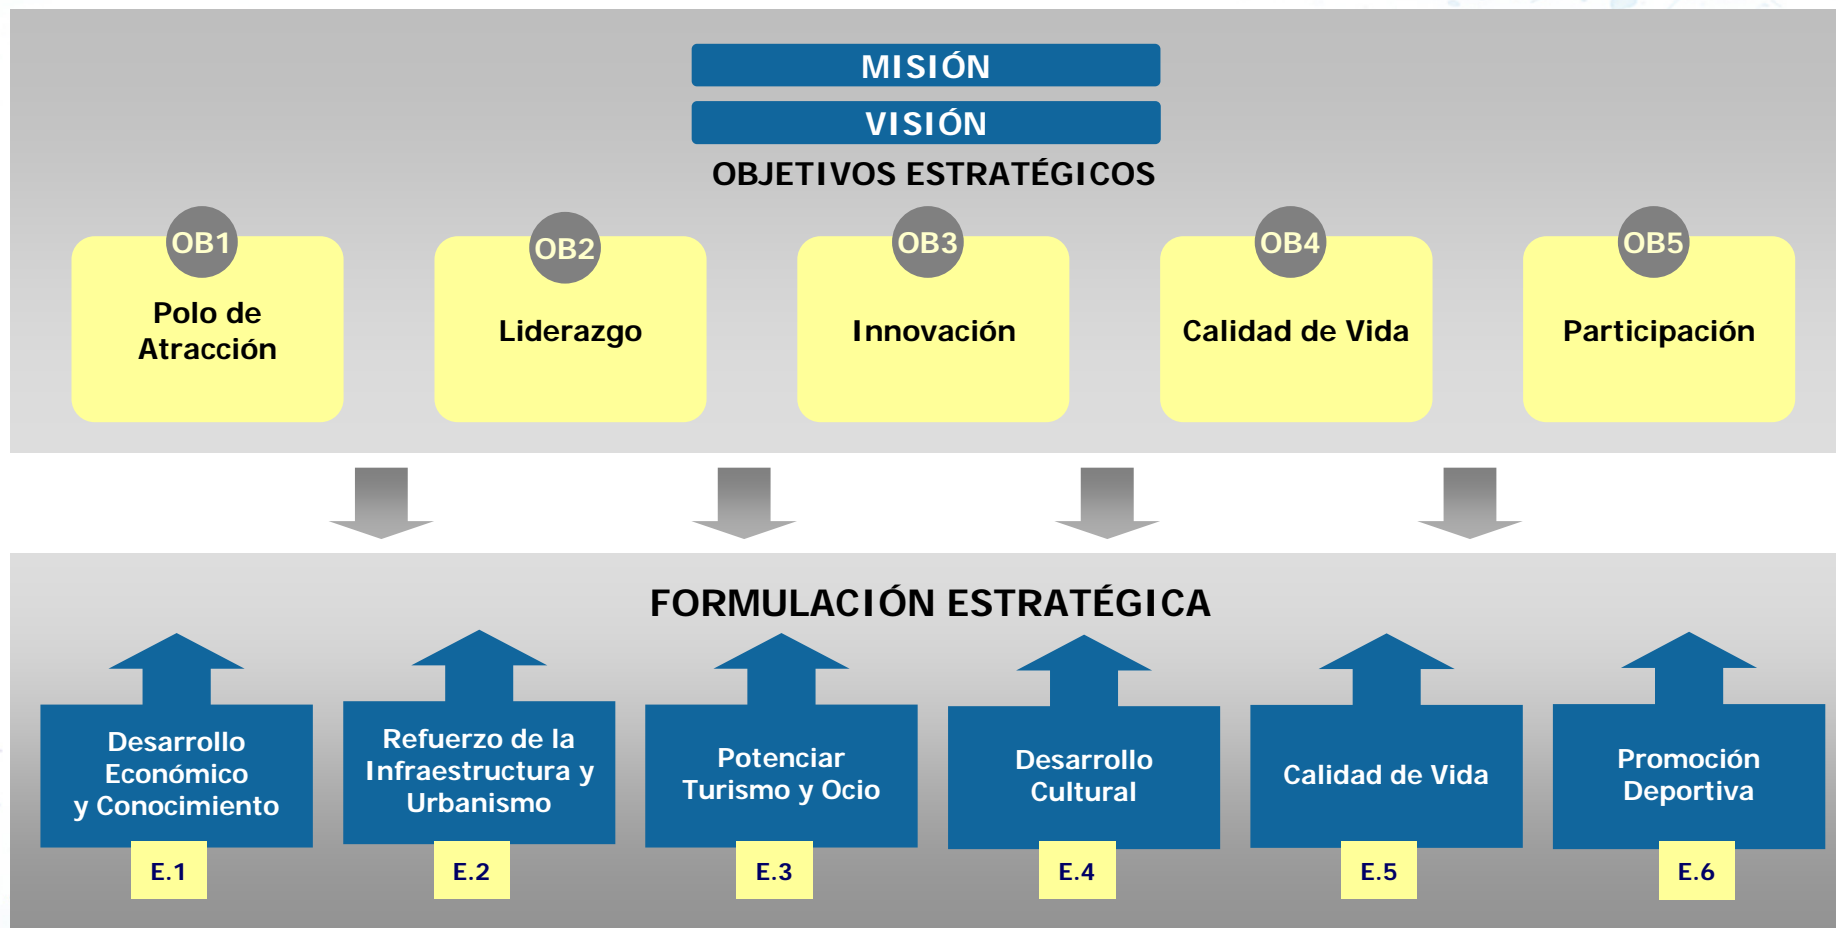 MISIÓN
VISIÓN
OBJETIVOS ESTRATÉGICOS
OB1
OB2
OB3
OB4
OB5
Polo de
Atracción
Liderazgo
Innovación
Calidad de Vida
Participación
FORMULACIÓN ESTRATÉGICA
Desarrollo
Económico
y Conocimiento
Refuerzo de la
Infraestructura y
Urbanismo
Potenciar
Turismo y Ocio
Desarrollo
Cultural
Calidad de Vida
Promoción
Deportiva
E.1
E.2
E.3
E.4
E.5
E.6